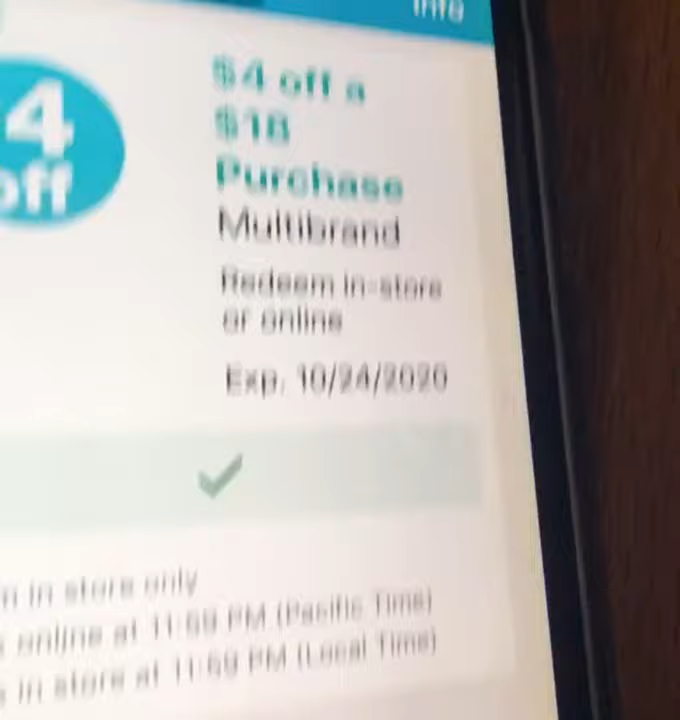 Info
4
off
$4 off a
$18
Purchase
Multibrand
Redeem in-store
or online
Exp. 10/24/2020
in store only
online at 11:59 PM (Pacific Time)
in store at 11:59 PM (Local Time)